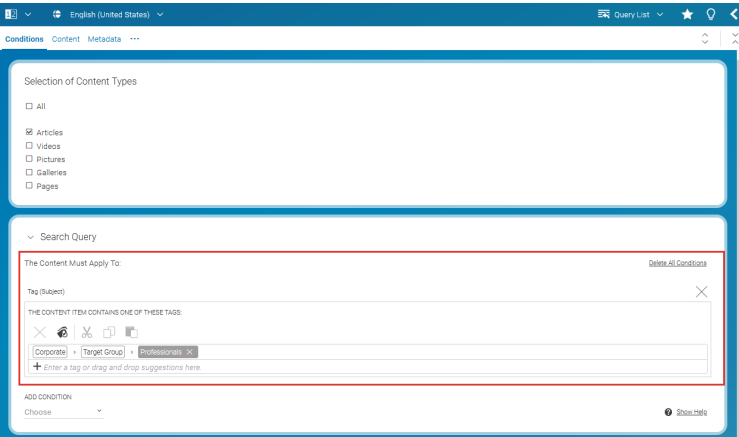 English (United States)
Query List
Conditions Content Metadata ...
Selection of Content Types
All
Articles
Videos
Pictures
Galleries
Pages
Search Query
The Content Must Apply To:
Delete All Conditions
Tag (Subject)
THE CONTENT ITEM CONTAINS ONE OF THESE TAGS:
Corporate Target Group Professionals
Enter a tag or drag and drop suggestions here.
ADD CONDITION
Choose
Show Help